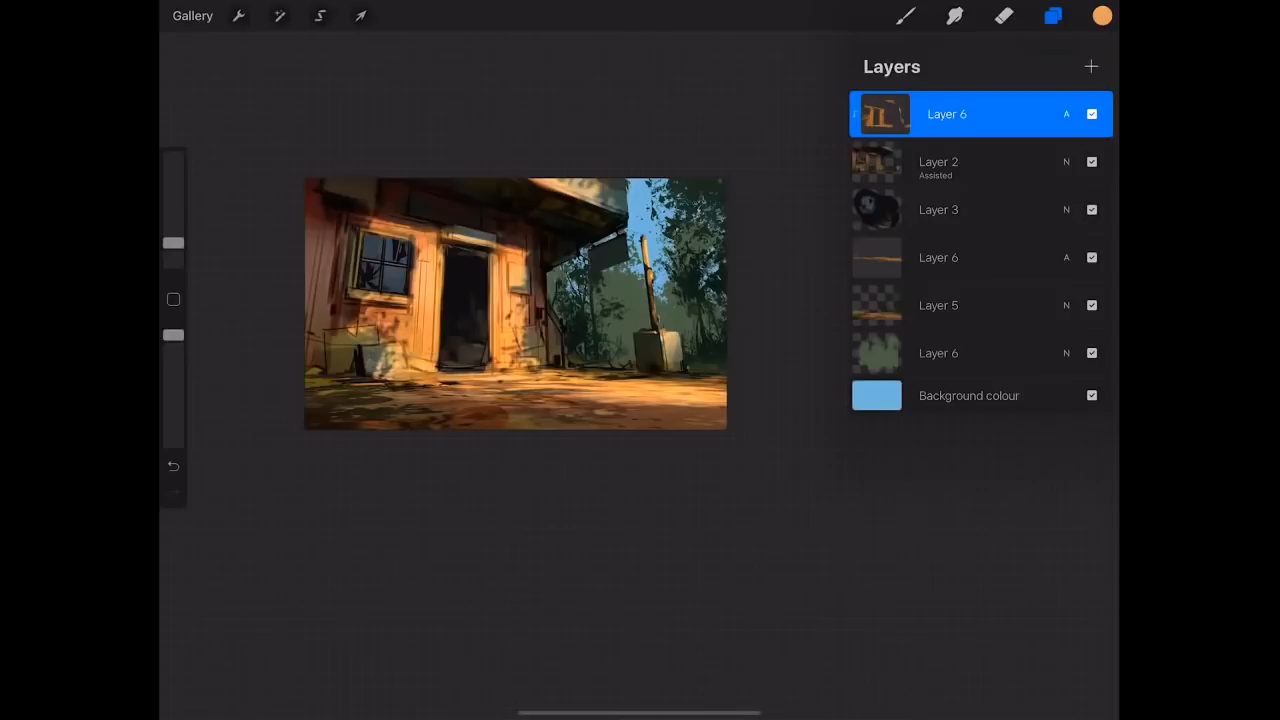 Gallery
Layers
Layer 6 A
Layer 2 N
Assisted
Layer 3 N
Layer 6 A
Layer 5 N
Layer 6 N
Background colour